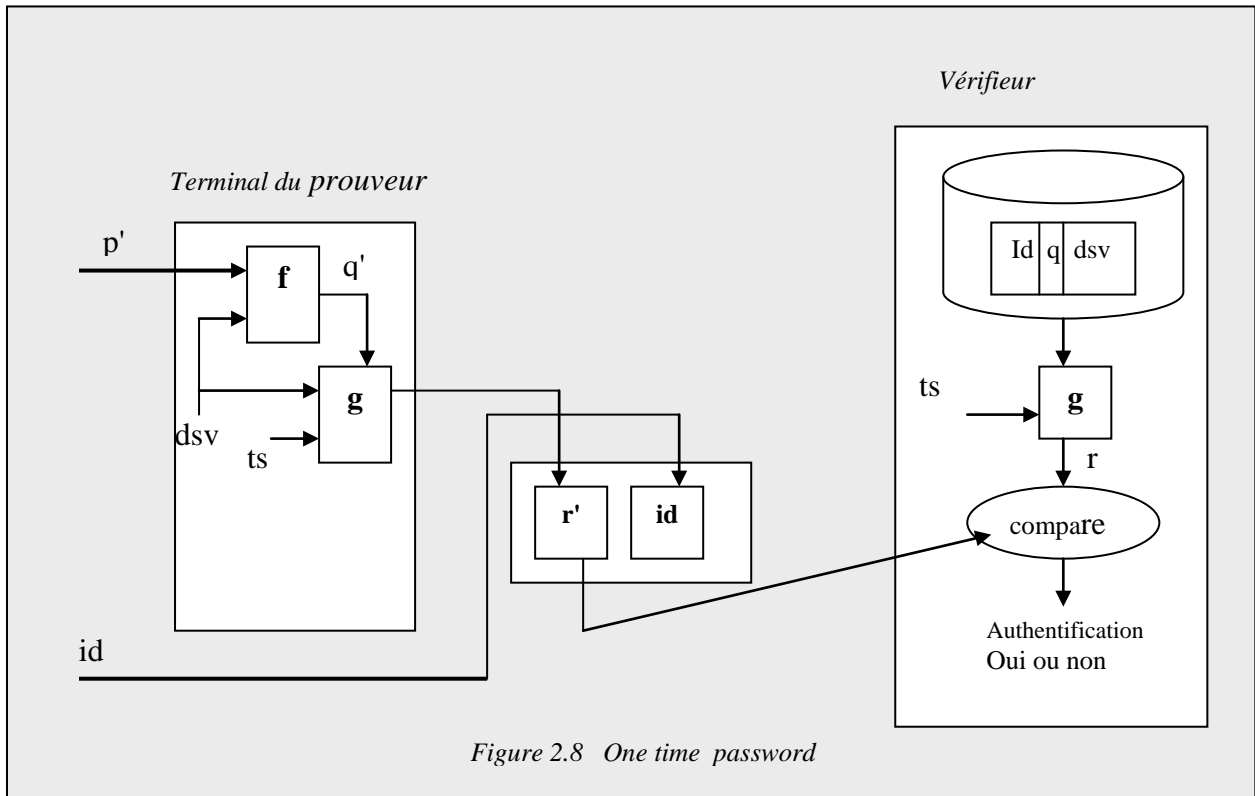 Vérifieur
Terminal du prouveur
p'
f
q'
g
dsv
ts
id
r'
id
Id q dsv
ts
g
r
compare
Authentification
Oui ou non
Figure 2.8 One time password